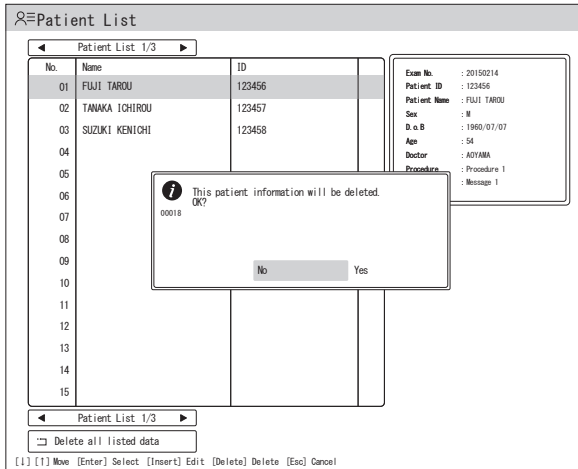 Patient List
◀ Patient List 1/3 ▶
No. Name ID
01 FUJI TAROU 123456
02 TANAKA ICHIROU 123457
03 SUZUKI KENICHI 123458
04
05
06
07
08
09
10
11
12
13
14
15
Exam No. : 20150214
Patient ID : 123456
Patient Name : FUJI TAROU
Sex : M
D.o.B : 1960/07/07
Age : 54
Doctor : AOYAMA
Procedure : Procedure 1
: Message 1
i This patient information will be deleted.
OK?
00018
No Yes
◀ Patient List 1/3 ▶
Delete all listed data
[↓][↑] Move [Enter] Select [Insert] Edit [Delete] Delete [Esc] Cancel